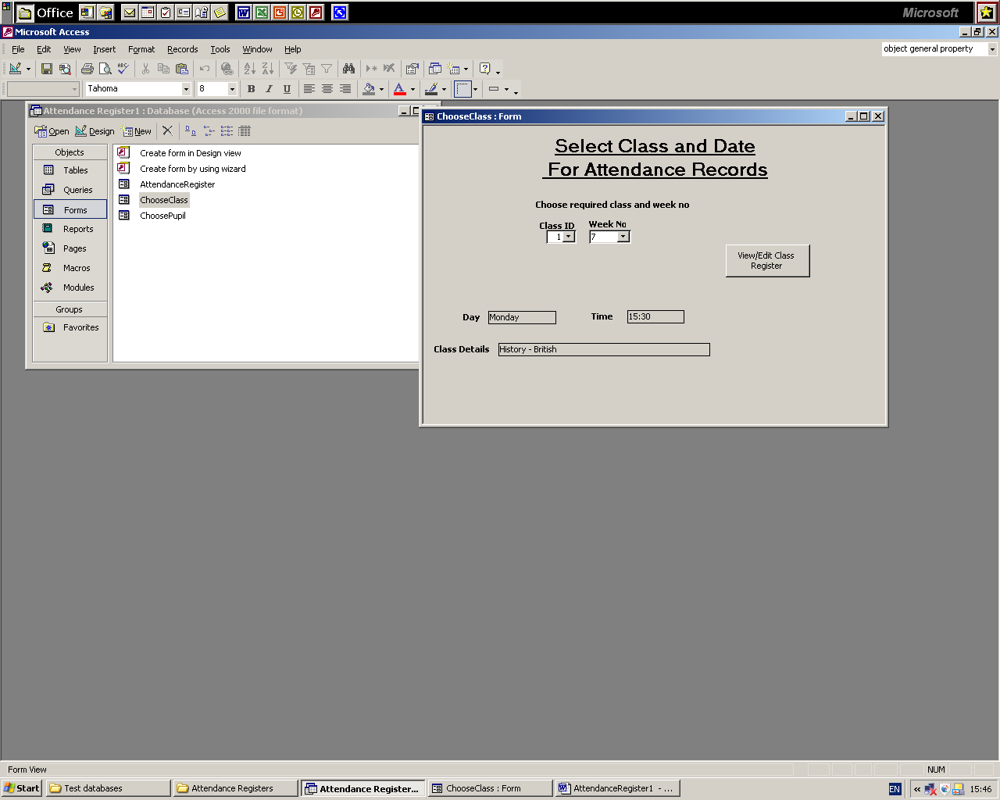 Office
Microsoft
Microsoft Access
File Edit View Insert Format Records Tools Window Help
object general property
Tahoma 8 B I U
Attendance Register1 : Database (Access 2000 file format)
Open Design New
Objects
Tables
Queries
Forms
Reports
Pages
Macros
Modules
Groups
Favorites
Create form in Design view
Create form by using wizard
AttendanceRegister
ChooseClass
ChoosePupil
ChooseClass : Form
Select Class and Date
For Attendance Records
Choose required class and week no
Class ID Week No
1 7
View/Edit Class
Register
Day Monday Time 15:30
Class Details History - British
Form View NUM
Start Test databases Attendance Registers Attendance Register... ChooseClass : Form AttendanceRegister1 - ... EN « 15:46